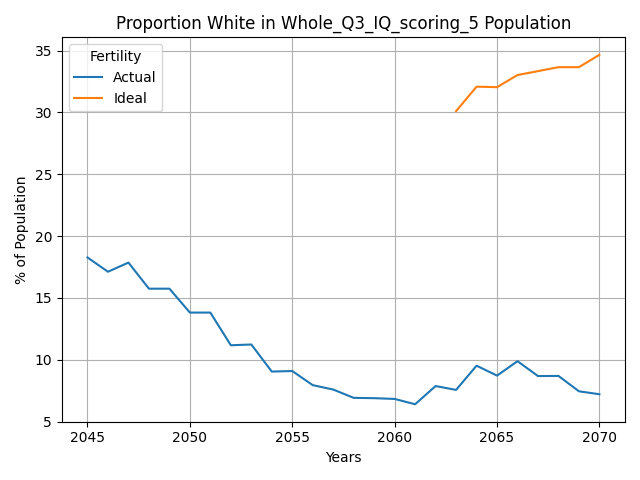 Proportion White in Whole_Q3_IQ_scoring_5 Population
Fertility
Actual
Ideal
% of Population
35
30
25
20
15
10
5
2045 2050 2055 2060 2065 2070
Years